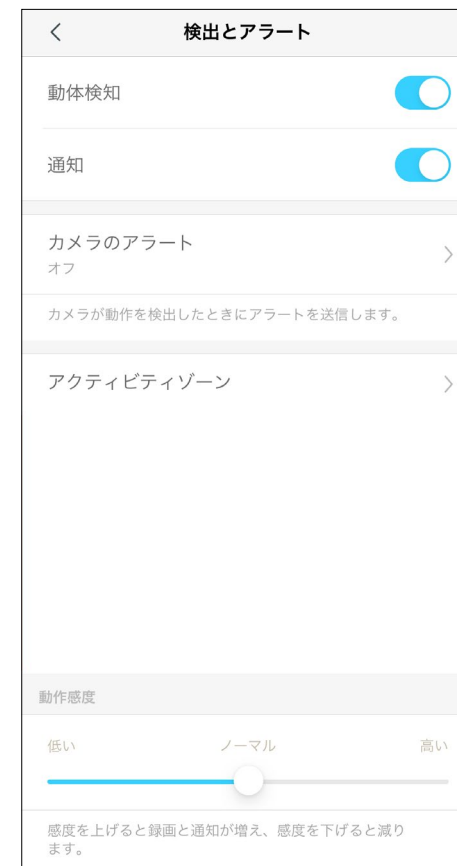 検出とアラート
動体検知
通知
カメラのアラート
オフ
カメラが動作を検出したときにアラートを送信します。
アクティビティゾーン
動作感度
低い ノーマル 高い
感度を上げると録画と通知が増え、感度を下げると減り
ます。